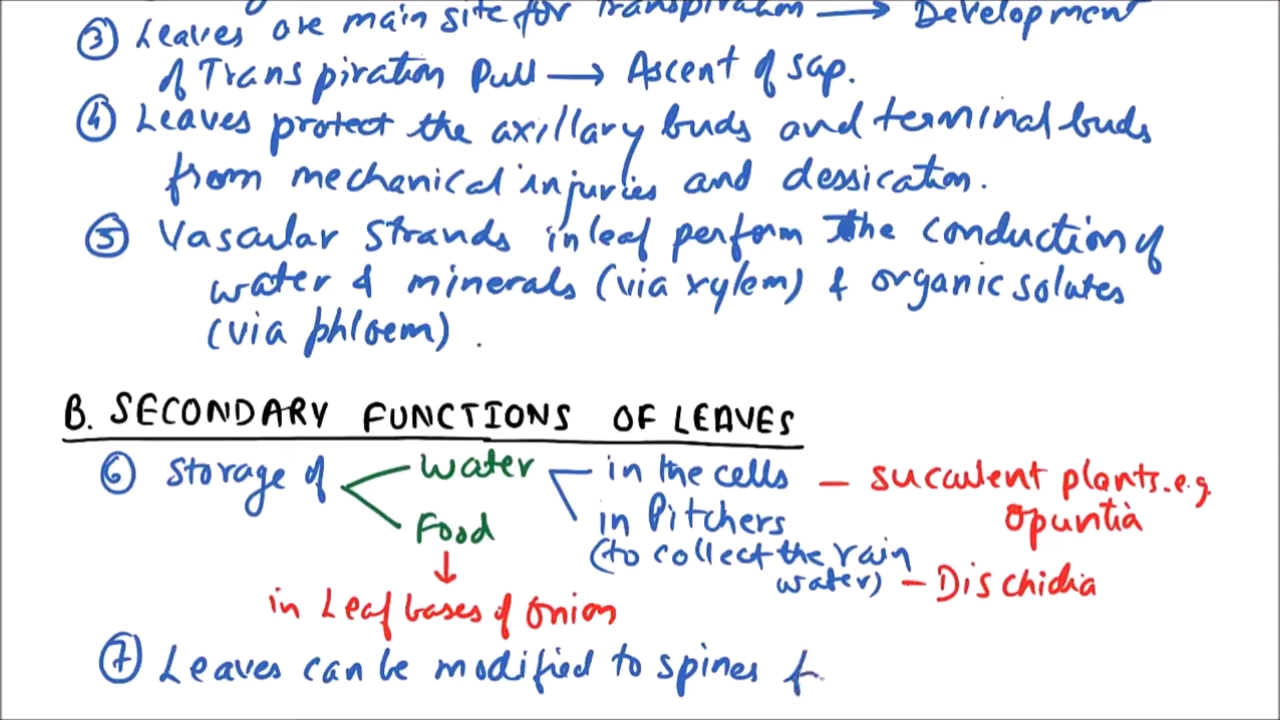 ③ Leaves are main site for Transpiration → Development
of Transpiration Pull → Ascent of sap.
④ Leaves protect the axillary buds and terminal buds
from mechanical injuries and dessication.
⑤ Vascular strands in leaf perform the conduction of
water & minerals (via xylem) & organic solutes
(via phloem).
B. SECONDARY FUNCTIONS OF LEAVES
⑥ Storage of water in the cells — succulent plants. e.g.
Opuntia
Food in Pitchers
(to collect the rain
water) — Dischidia
↓
in Leaf bases of onion
⑦ Leaves can be modified to spines f